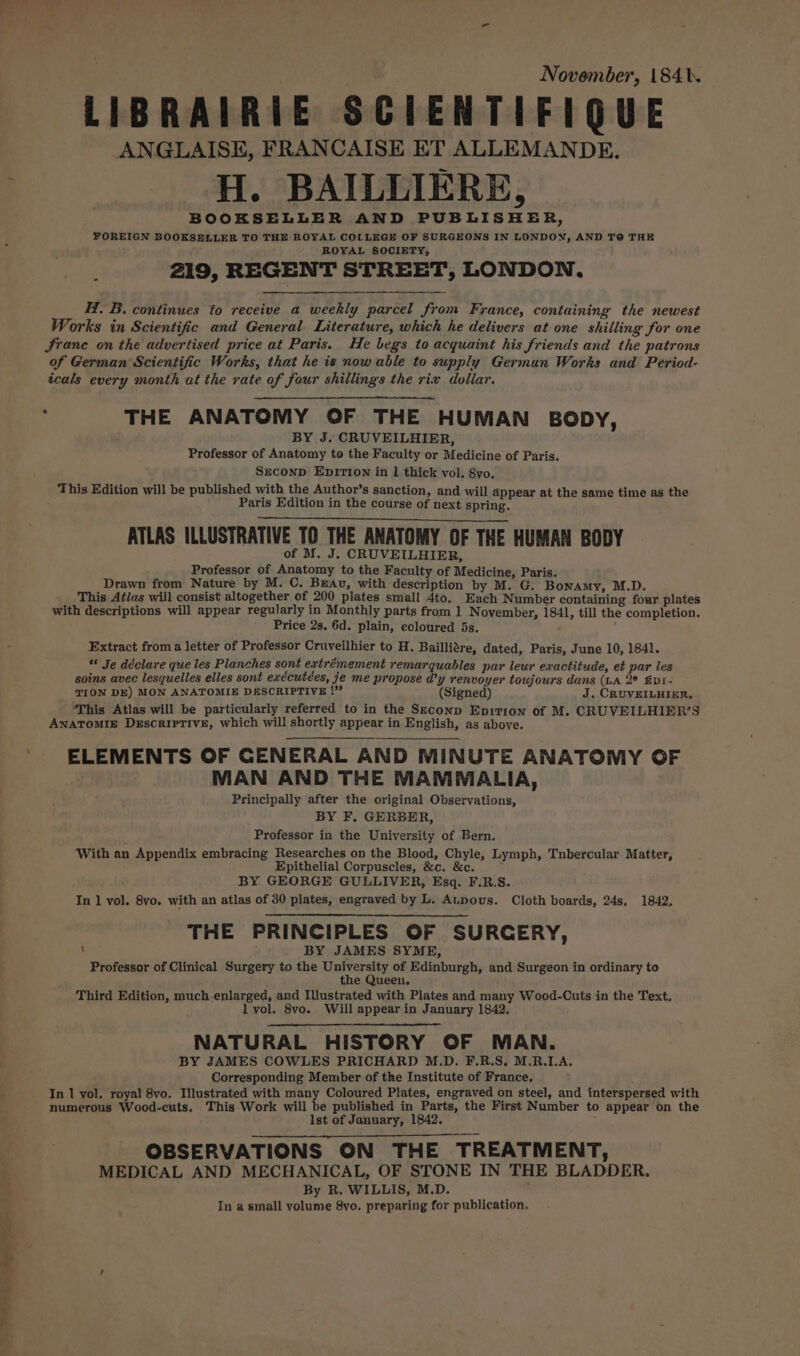 November, 1841.
LIBRAIRIE SCIENTIFIQUE
ANGLAISE, FRANCAISE ET ALLEMANDE.
H. BAILLIÈRE,
BOOKSELLER AND PUBLISHER,
FOREIGN BOOKSELLER TO THE ROYAL COLLEGE OF SURGEONS IN LONDON, AND TO THE
ROYAL SOCIETY,
219, REGENT STREET, LONDON.
H. B. continues to receive a weekly parcel from France, containing the newest
Works in Scientific and General Literature, which he delivers at one shilling for one
franc on the advertised price at Paris. He begs to acquaint his friends and the patrons
of German Scientific Works, that he is now able to supply German Works and Period-
icals every month at the rate of four shillings the rix dollar.
THE ANATOMY OF THE HUMAN BODY,
BY J. CRUVEILHIER,
Professor of Anatomy to the Faculty or Medicine of Paris.
SECOND EDITION in 1 thick vol. 8vo.
This Edition will be published with the Author's sanction, and will appear at the same time as the
Paris Edition in the course of next spring.
ATLAS ILLUSTRATIVE TO THE ANATOMY OF THE HUMAN BODY
of M. J. CRUVEILHIER,
Professor of Anatomy to the Faculty of Medicine, Paris.
Drawn from Nature by M. C. BEAU, with description by M. G. BONAMY, M.D.
This Atlas will consist altogether of 200 plates small 4to. Each Number containing four plates
with descriptions will appear regularly in Monthly parts from 1 November, 1841, till the completion.
Price 2s. 6d. plain, coloured 5s.
Extract from a letter of Professor Cruveilhier to H. Baillière, dated, Paris, June 10, 1841.
“ Je déclare que les Planches sont extrêmement remarquables par leur exactitude, et par les
soins avec lesquelles elles sont exécutées, je me propose d'y renvoyer toujours dans (LA 2e ÉDI-
TION DE) MON ANATOMIE DESCRIPTIVE !” (Signed) J. CRUVEILHIER.
This Atlas will be particularly referred to in the SECOND EDITION of M. CRUVEILHIER'S
ANATOMIE DESCRIPTIVE, which will shortly appear in English, as above.
ELEMENTS OF GENERAL AND MINUTE ANATOMY OF
MAN AND THE MAMMALIA,
Principally after the original Observations,
BY F. GERBER,
Professor in the University of Bern.
With an Appendix embracing Researches on the Blood, Chyle, Lymph, Tubercular Matter,
Epithelial Corpuscles, &c. &c.
BY GEORGE GULLIVER, Esq. F.R.S.
In 1 vol. 8vo. with an atlas of 30 plates, engraved by L. ALDOUS. Cloth boards, 24s. 1842.
THE PRINCIPLES OF SURGERY,
BY JAMES SYME,
Professor of Clinical Surgery to the University of Edinburgh, and Surgeon in ordinary to
the Queen.
Third Edition, much enlarged, and Illustrated with Plates and many Wood-Cuts in the Text.
1 vol. 8vo. Will appear in January 1842.
NATURAL HISTORY OF MAN.
BY JAMES COWLES PRICHARD M.D. F.R.S. M.R.I.A.
Corresponding Member of the Institute of France.
In 1 vol. royal 8vo. Illustrated with many Coloured Plates, engraved on steel, and interspersed with
numerous Wood-cuts. This Work will be published in Parts, the First Number to appear on the
1st of January, 1842.
OBSERVATIONS ON THE TREATMENT,
MEDICAL AND MECHANICAL, OF STONE IN THE BLADDER.
By R. WILLIS, M.D.
In a small volume 8vo. preparing for publication.